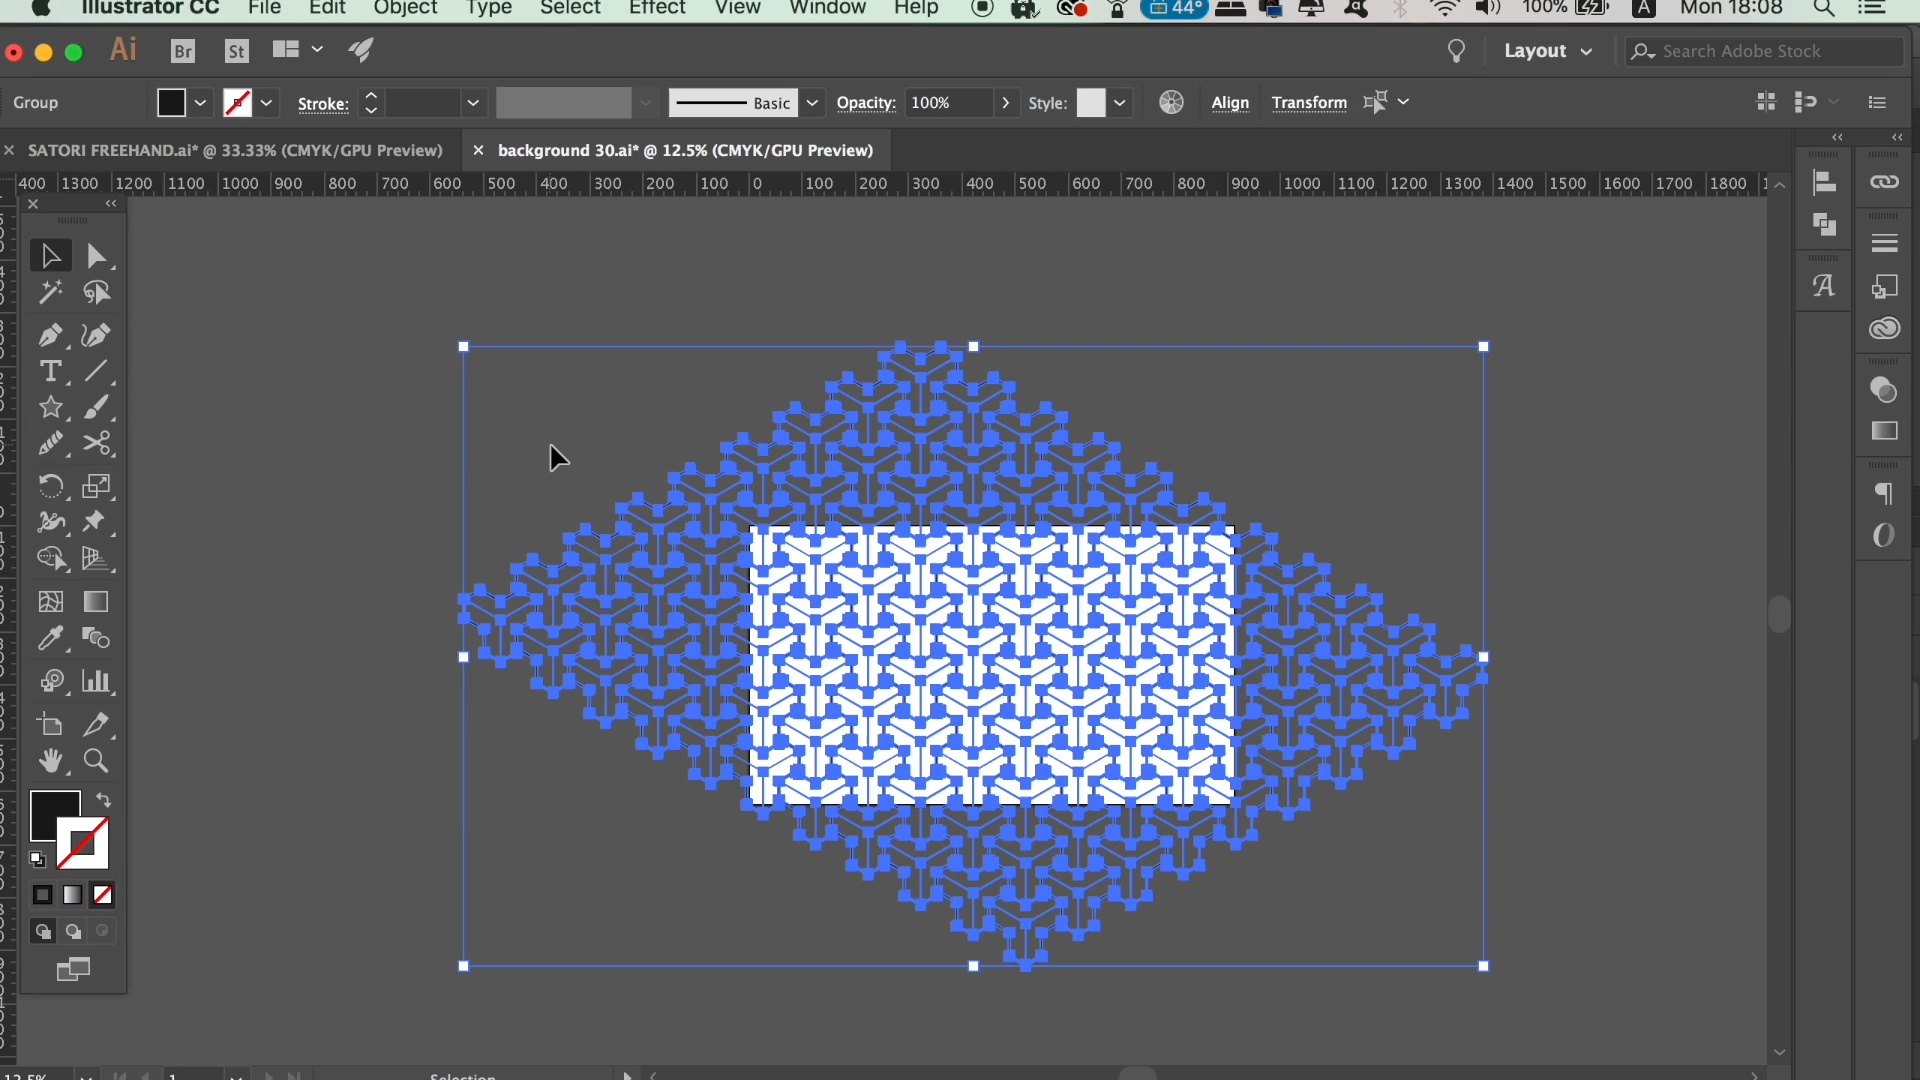 Illustrator CC File Edit Object Type Select Effect View Window Help 44° 100% A Mon 18:08
Ai Br St Layout Search Adobe Stock
Group Stroke: Basic Opacity: 100% Style: Align Transform
SATORI FREEHAND.ai* @ 33.33% (CMYK/GPU Preview) background 30.ai* @ 12.5% (CMYK/GPU Preview)
400 1300 1200 1100 1000 900 800 700 600 500 400 300 200 100 0 100 200 300 400 500 600 700 800 900 1000 1100 1200 1300 1400 1500 1600 1700 1800
12.5% 1 Selection